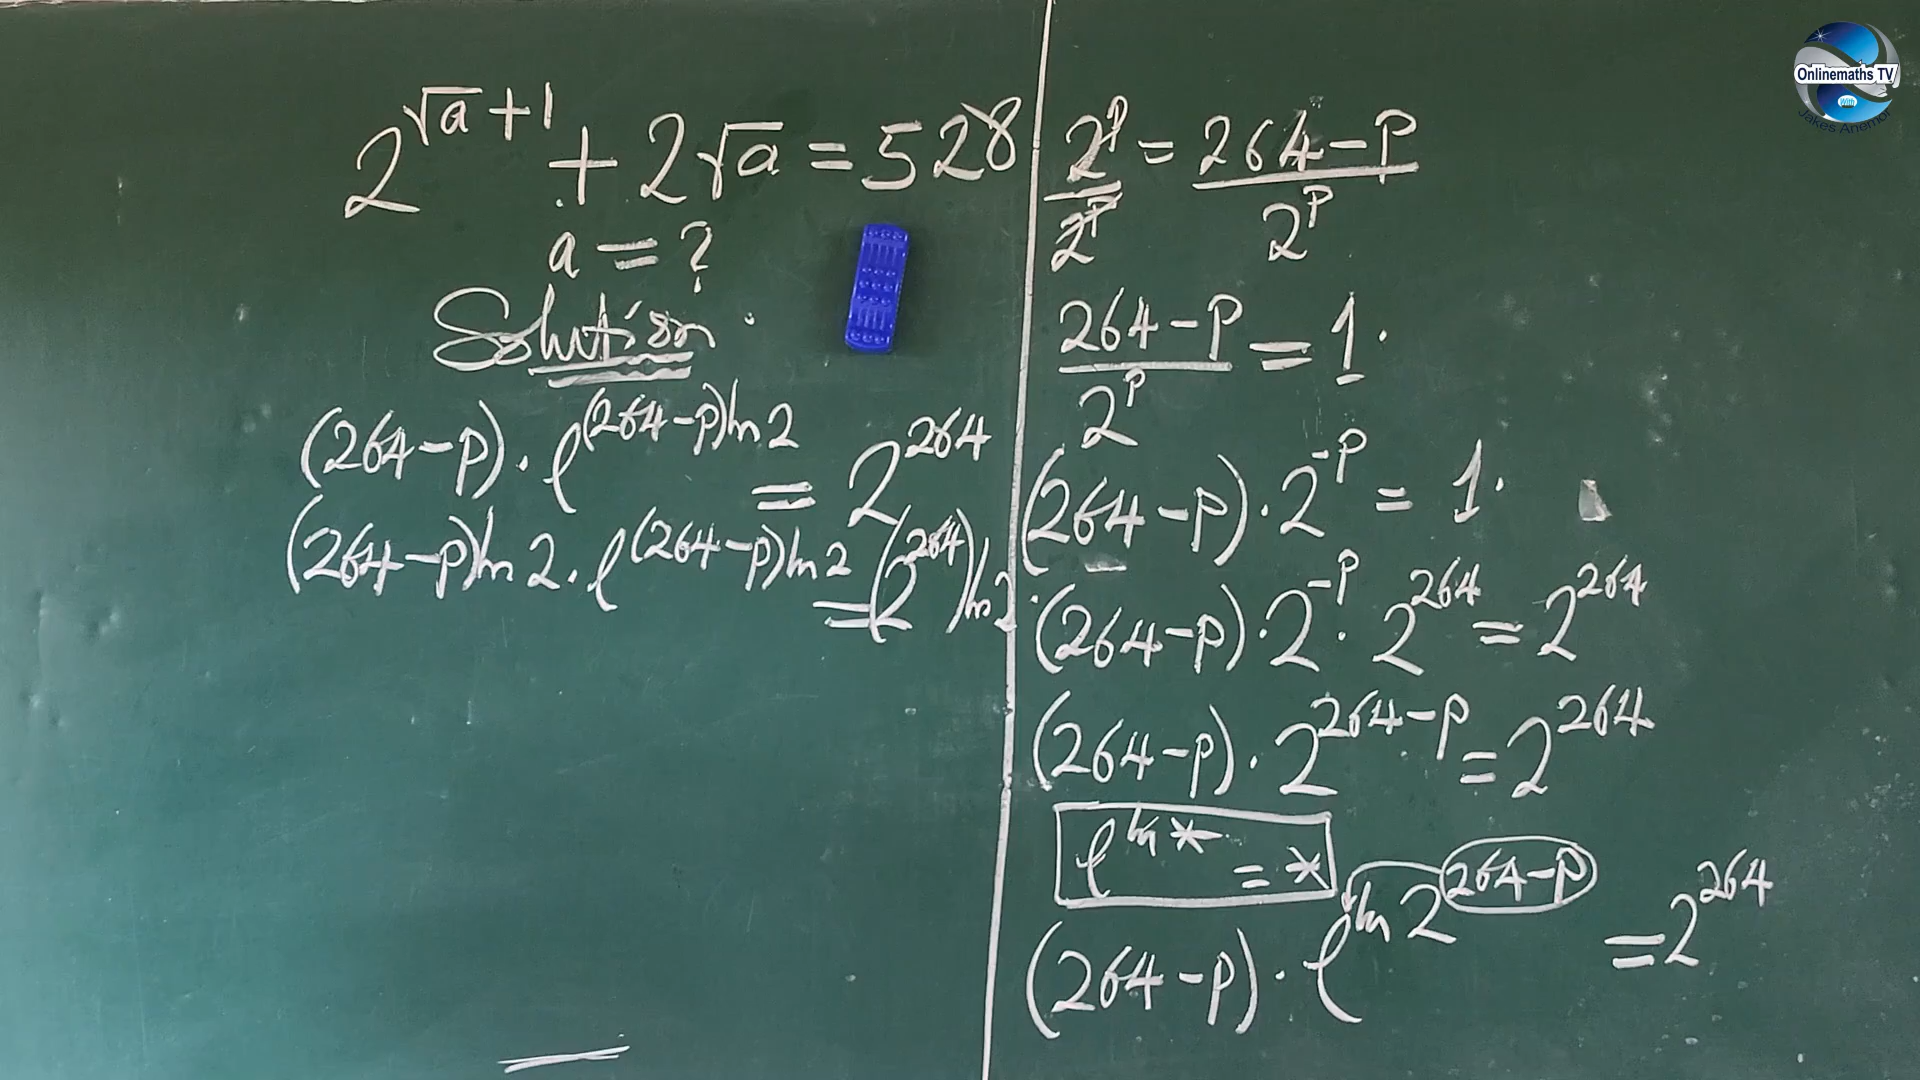 2^{√a+1} + 2√a = 528
a = ?
Solution
(264-p) · e^{(264-p)ln2} = 2^{264}
(264-p)ln2 · e^{(264-p)ln2} = (2^{264})ln2
2^p/2^p = (264-p)/2^p
(264-p)/2^p = 1.
(264-p) · 2^{-p} = 1.
(264-p) · 2^{-p} · 2^{264} = 2^{264}
(264-p) · 2^{264-p} = 2^{264}
e^{ln*} = *
(264-p) · e^{ln2^{264-p}} = 2^{264}
Onlinemaths TV
With
Jakes Anemor